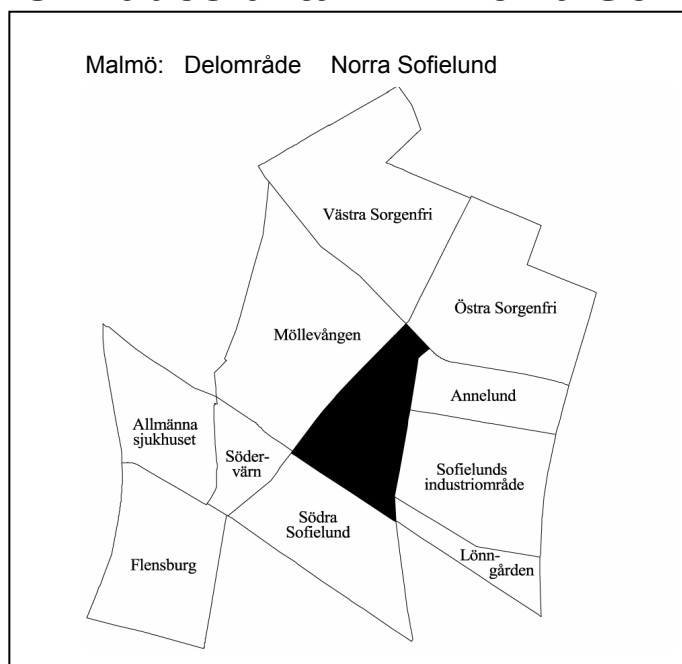 Malmö: Delområde Norra Sofielund
Västra Sorgenfri
Östra Sorgenfri
Möllevången
Annelund
Allmänna
sjukhuset
Söder-
värn
Sofielunds
industriområde
Södra
Sofielund
Lönn-
gården
Flensburg